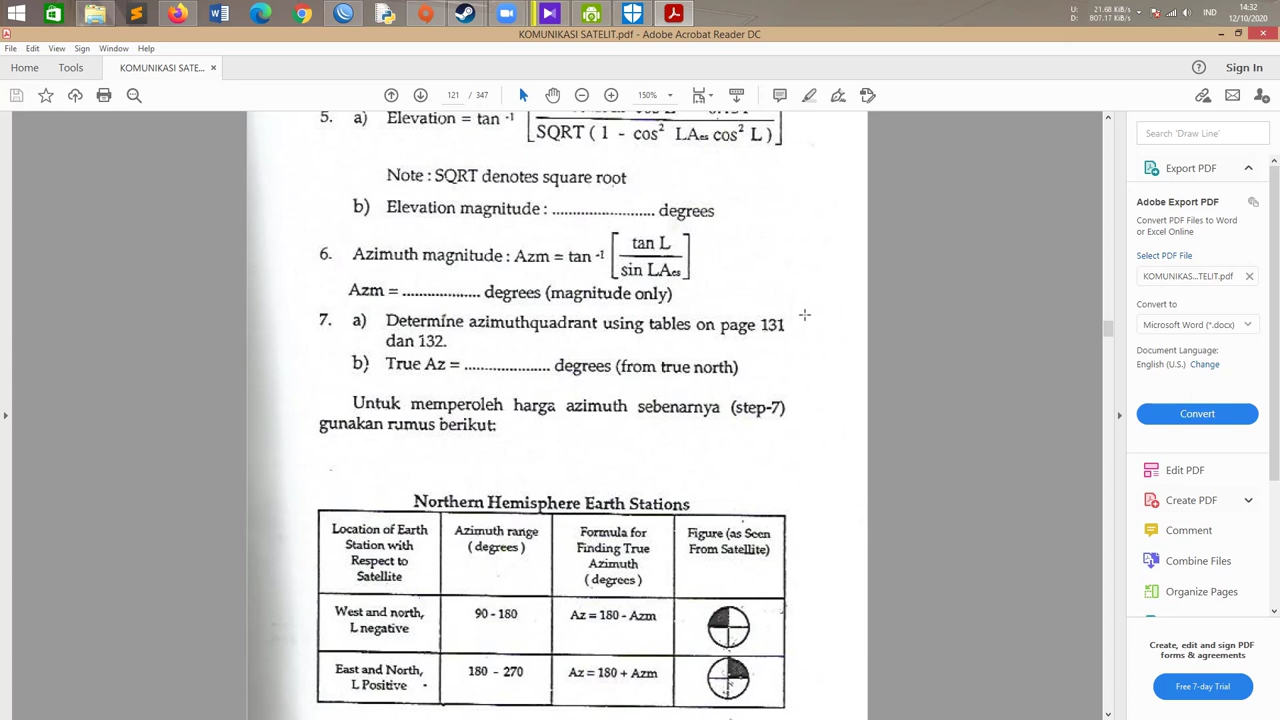 U: 21.68 KiB/s
D: 807.17 KiB/s
IND
14:32
12/10/2020
KOMUNIKASI SATELIT.pdf - Adobe Acrobat Reader DC
File Edit View Sign Window Help
Home Tools KOMUNIKASI SATE... × Sign In
121 / 347 150%
5. a) Elevation = tan -1
SQRT ( 1 - cos² LAes cos² L )
Note : SQRT denotes square root
b) Elevation magnitude : ........................ degrees
6. Azimuth magnitude : Azm = tan -1 [ tan L
sin LAes ]
Azm = .................. degrees (magnitude only)
7. a) Determine azimuthquadrant using tables on page 131
dan 132.
b) True Az = .................... degrees (from true north)
Untuk memperoleh harga azimuth sebenarnya (step-7)
gunakan rumus berikut:
Northern Hemisphere Earth Stations
Location of Earth
Station with
Respect to
Satellite
Azimuth range
( degrees )
Formula for
Finding True
Azimuth
( degrees )
Figure (as Seen
From Satellite)
West and north,
L negative
90 - 180
Az = 180 - Azm
East and North,
L Positive
180 - 270
Az = 180 + Azm
Search 'Draw Line'
Export PDF
Adobe Export PDF
Convert PDF Files to Word
or Excel Online
Select PDF File
KOMUNIKAS...TELIT.pdf ×
Convert to
Microsoft Word (*.docx)
Document Language:
English (U.S.) Change
Convert
Edit PDF
Create PDF
Comment
Combine Files
Organize Pages
Create, edit and sign PDF
forms & agreements
Free 7-day Trial